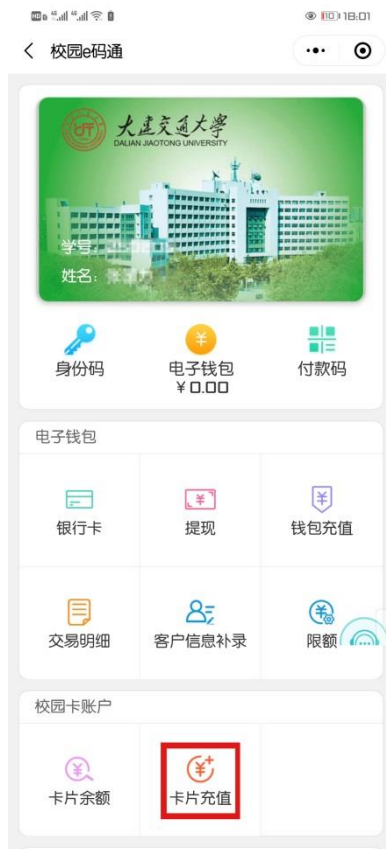 18:01
校园e码通
大连交通大学
DALIAN JIAOTONG UNIVERSITY
学号:
姓名:
身份码
电子钱包
¥0.00
付款码
电子钱包
银行卡
提现
钱包充值
交易明细
客户信息补录
限额
校园卡账户
卡片余额
卡片充值